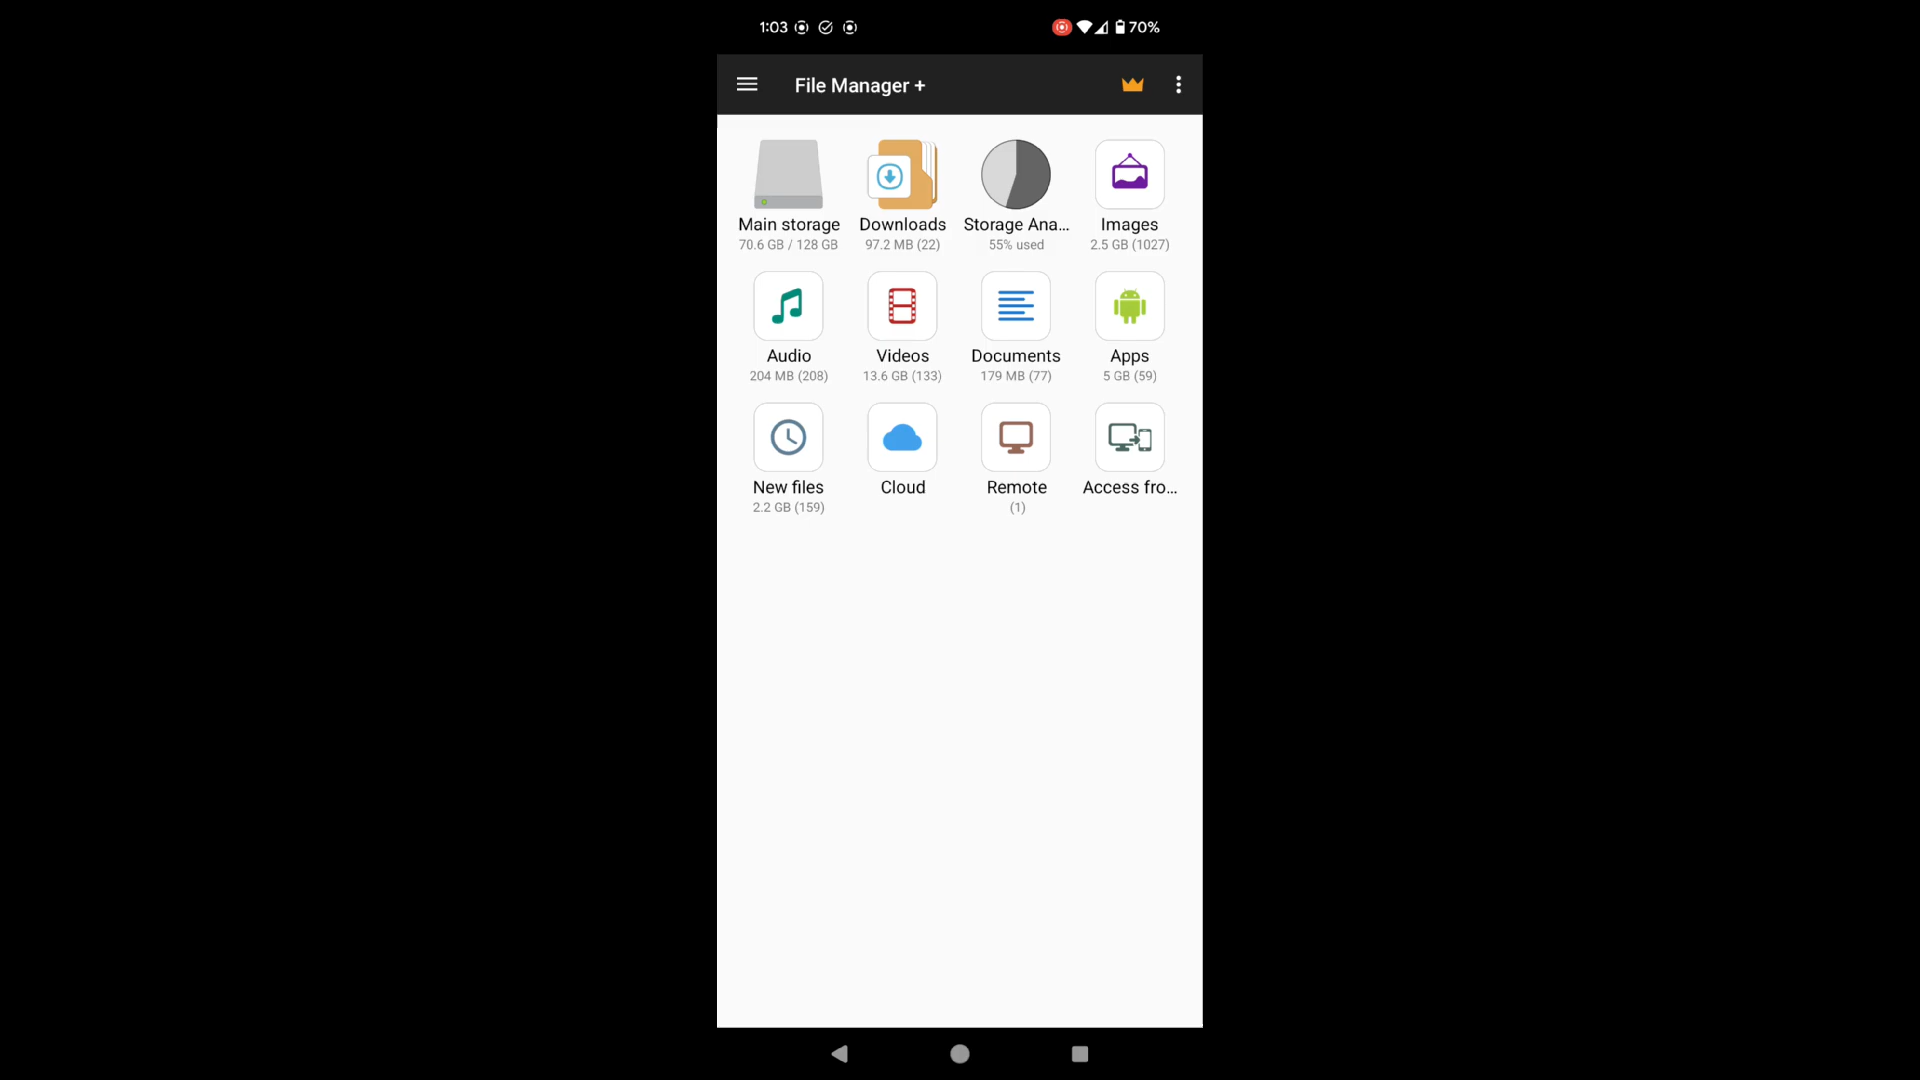 1:03 70%
File Manager +
Main storage Downloads Storage Ana... Images
70.6 GB / 128 GB 97.2 MB (22) 55% used 2.5 GB (1027)
Audio Videos Documents Apps
204 MB (208) 13.6 GB (133) 179 MB (77) 5 GB (59)
New files Cloud Remote Access fro...
2.2 GB (159) (1)